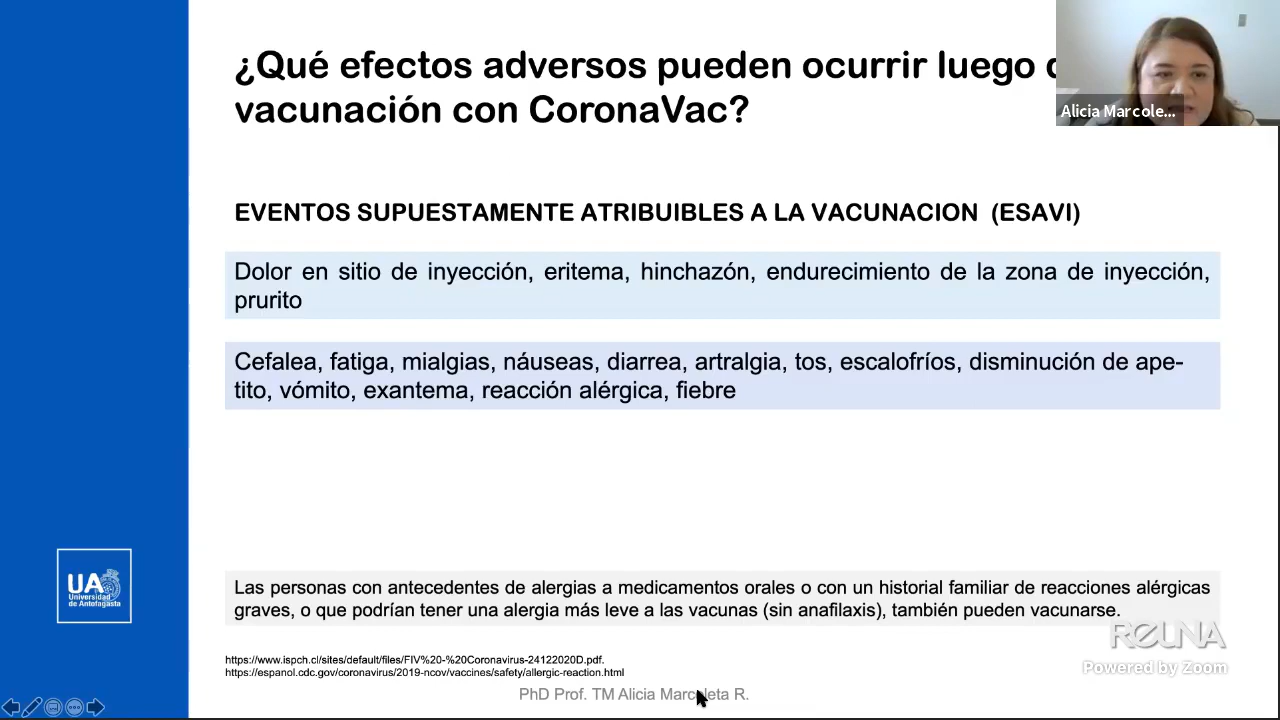 ¿Qué efectos adversos pueden ocurrir luego
vacunación con CoronaVac?
Alicia Marcole...
EVENTOS SUPUESTAMENTE ATRIBUIBLES A LA VACUNACION (ESAVI)
Dolor en sitio de inyección, eritema, hinchazón, endurecimiento de la zona de inyección,
prurito
Cefalea, fatiga, mialgias, náuseas, diarrea, artralgia, tos, escalofríos, disminución de ape-
tito, vómito, exantema, reacción alérgica, fiebre
UA
Universidad
de Antofagasta
Las personas con antecedentes de alergias a medicamentos orales o con un historial familiar de reacciones alérgicas
graves, o que podrían tener una alergia más leve a las vacunas (sin anafilaxis), también pueden vacunarse.
REUNA
Powered by Zoom
https://www.ispch.cl/sites/default/files/FIV%20-%20Coronavirus-24122020D.pdf.
https://espanol.cdc.gov/coronavirus/2019-ncov/vaccines/safety/allergic-reaction.html
PhD Prof. TM Alicia Marcoleta R.